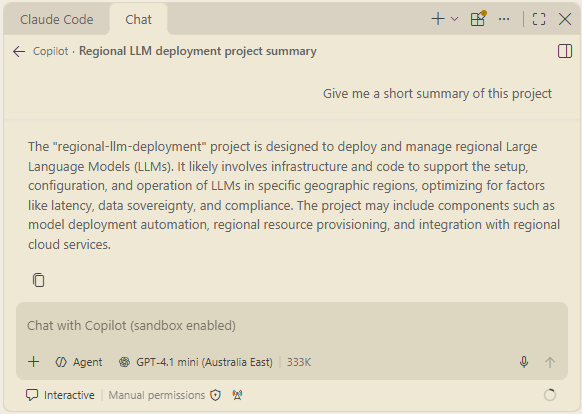 Claude Code
Chat
Copilot · Regional LLM deployment project summary
Give me a short summary of this project
The "regional-llm-deployment" project is designed to deploy and manage regional Large
Language Models (LLMs). It likely involves infrastructure and code to support the setup,
configuration, and operation of LLMs in specific geographic regions, optimizing for factors
like latency, data sovereignty, and compliance. The project may include components such as
model deployment automation, regional resource provisioning, and integration with regional
cloud services.
Chat with Copilot (sandbox enabled)
Agent
GPT-4.1 mini (Australia East)
333K
Interactive
Manual permissions